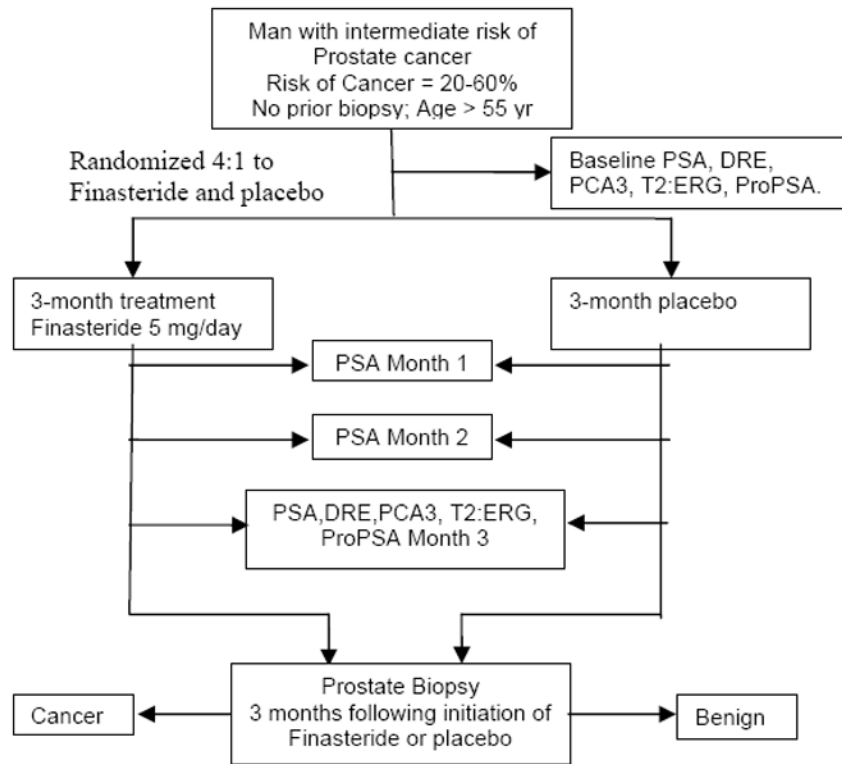 Man with intermediate risk of
Prostate cancer
Risk of Cancer = 20-60%
No prior biopsy; Age > 55 yr
Randomized 4:1 to
Finasteride and placebo
Baseline PSA, DRE,
PCA3, T2:ERG, ProPSA.
3-month treatment
Finasteride 5 mg/day
3-month placebo
PSA Month 1
PSA Month 2
PSA,DRE,PCA3, T2:ERG,
ProPSA Month 3
Prostate Biopsy
3 months following initiation of
Finasteride or placebo
Cancer
Benign